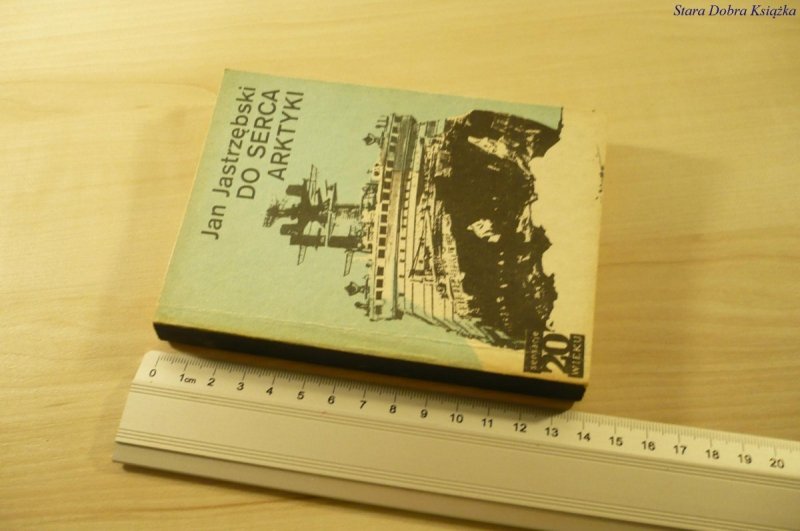 Stara Dobra Książka
Jan Jastrzębski
DO SERCA
ARKTYKI
20
WIEKU
0 1cm 2 3 4 5 6 7 8 9 10 11 12 13 14 15 16 17 18 19 20